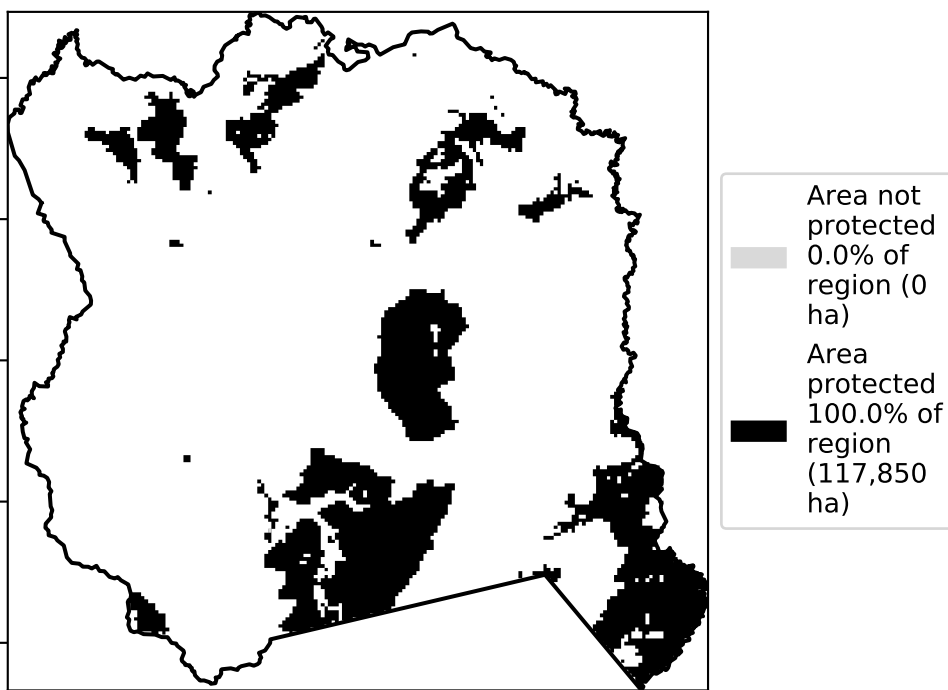 Area not
protected
0.0% of
region (0
ha)
Area
protected
100.0% of
region
(117,850
ha)